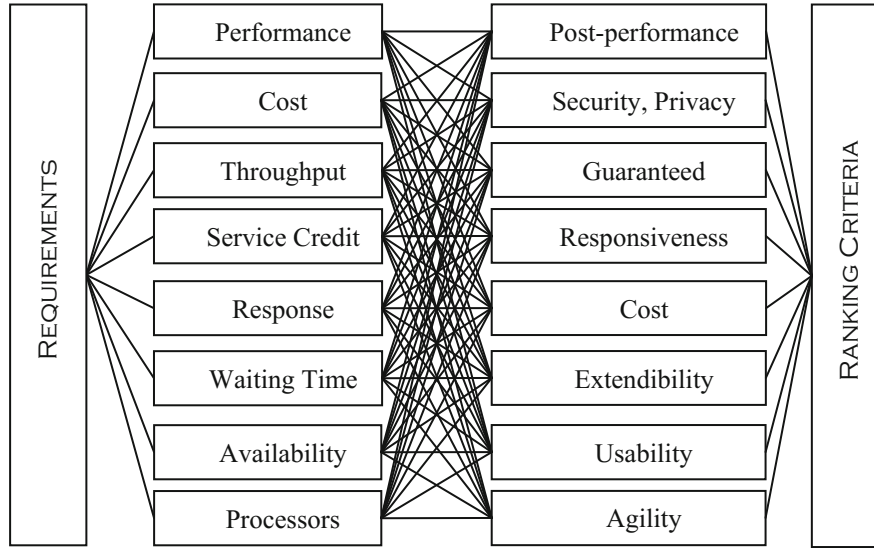 REQUIREMENTS
Performance
Cost
Throughput
Service Credit
Response
Waiting Time
Availability
Processors
Post-performance
Security, Privacy
Guaranteed
Responsiveness
Cost
Extendibility
Usability
Agility
RANKING CRITERIA